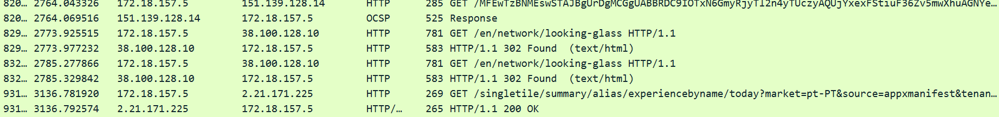 820… 2764.043326 172.18.157.5 151.139.128.14 HTTP 285 GET
820… 2764.069516 151.139.128.14 172.18.157.5 OCSP 525 Response
829… 2773.925515 172.18.157.5 38.100.128.10 HTTP 781 GET /en/network/looking-glass HTTP/1.1
829… 2773.977232 38.100.128.10 172.18.157.5 HTTP 583 HTTP/1.1 302 Found (text/html)
832… 2785.277866 172.18.157.5 38.100.128.10 HTTP 781 GET /en/network/looking-glass HTTP/1.1
832… 2785.329842 38.100.128.10 172.18.157.5 HTTP 583 HTTP/1.1 302 Found (text/html)
931… 3136.781920 172.18.157.5 2.21.171.225 HTTP 269 GET /singletile/summary/alias/experiencebyname/today?market=pt-PT&source=appxmanifest&tenan…
931… 3136.792574 2.21.171.225 172.18.157.5 HTTP/… 265 HTTP/1.1 200 OK